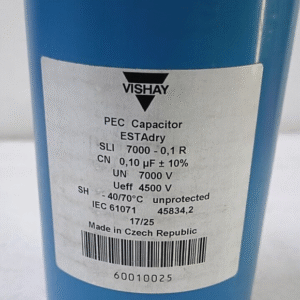 VISHAY
PEC Capacitor
ESTAdry
SLI 7000 - 0,1 R
CN 0,10 µF ± 10%
UN 7000 V
Ueff 4500 V
SH - 40/70°C unprotected
IEC 61071 45834,2
17/25
Made in Czech Republic
60010025